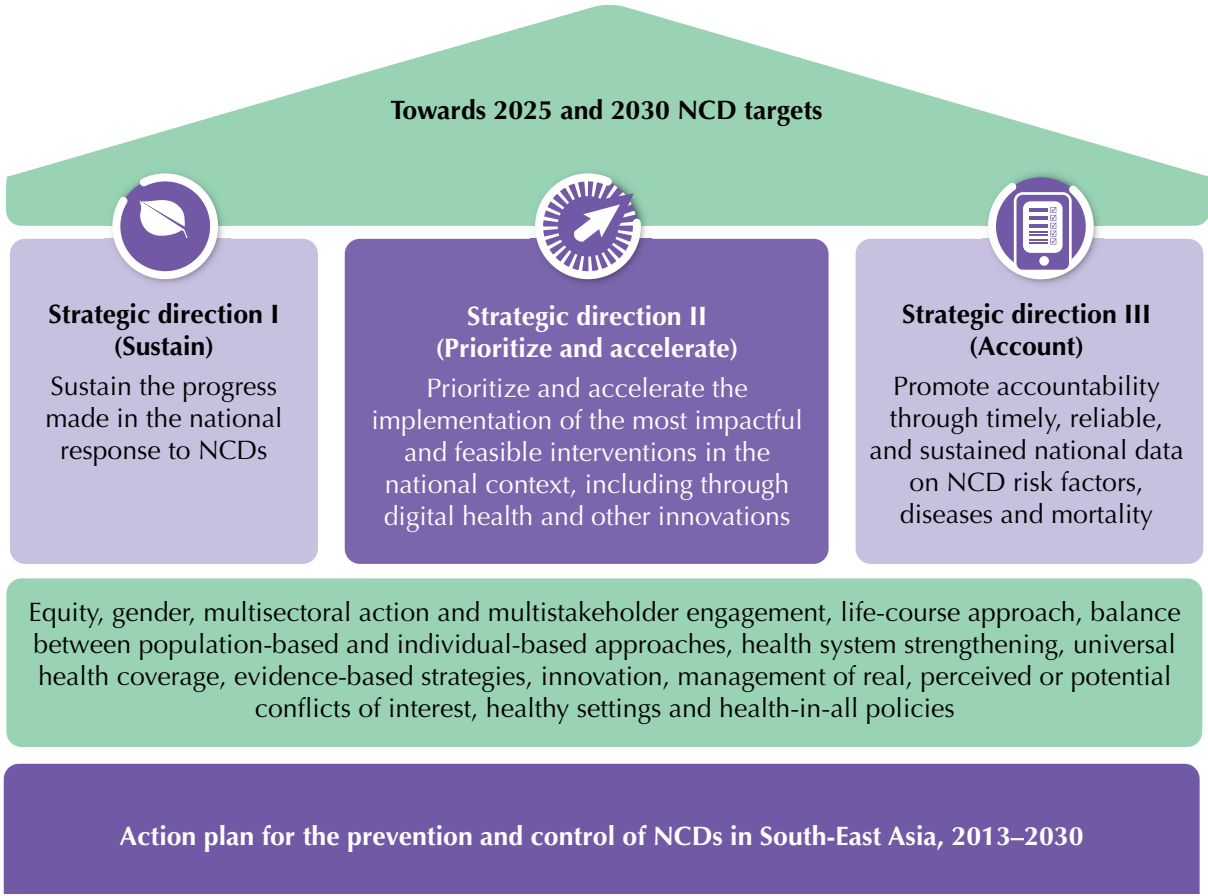 Towards 2025 and 2030 NCD targets
Strategic direction I
(Sustain)
Sustain the progress
made in the national
response to NCDs
Strategic direction II
(Prioritize and accelerate)
Prioritize and accelerate the
implementation of the most impactful
and feasible interventions in the
national context, including through
digital health and other innovations
Strategic direction III
(Account)
Promote accountability
through timely, reliable,
and sustained national data
on NCD risk factors,
diseases and mortality
Equity, gender, multisectoral action and multistakeholder engagement, life-course approach, balance
between population-based and individual-based approaches, health system strengthening, universal
health coverage, evidence-based strategies, innovation, management of real, perceived or potential
conflicts of interest, healthy settings and health-in-all policies
Action plan for the prevention and control of NCDs in South-East Asia, 2013–2030